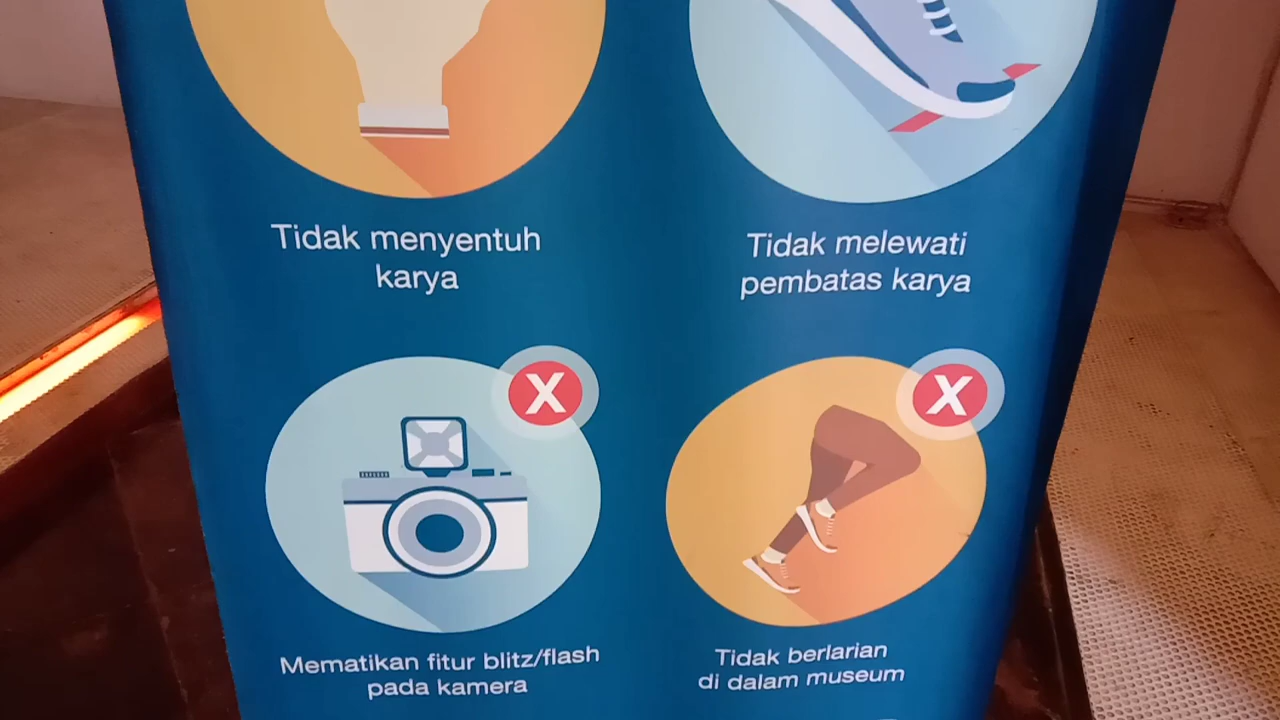 Tidak menyentuh
karya
Tidak melewati
pembatas karya
X
X
Mematikan fitur blitz/flash
pada kamera
Tidak berlarian
di dalam museum